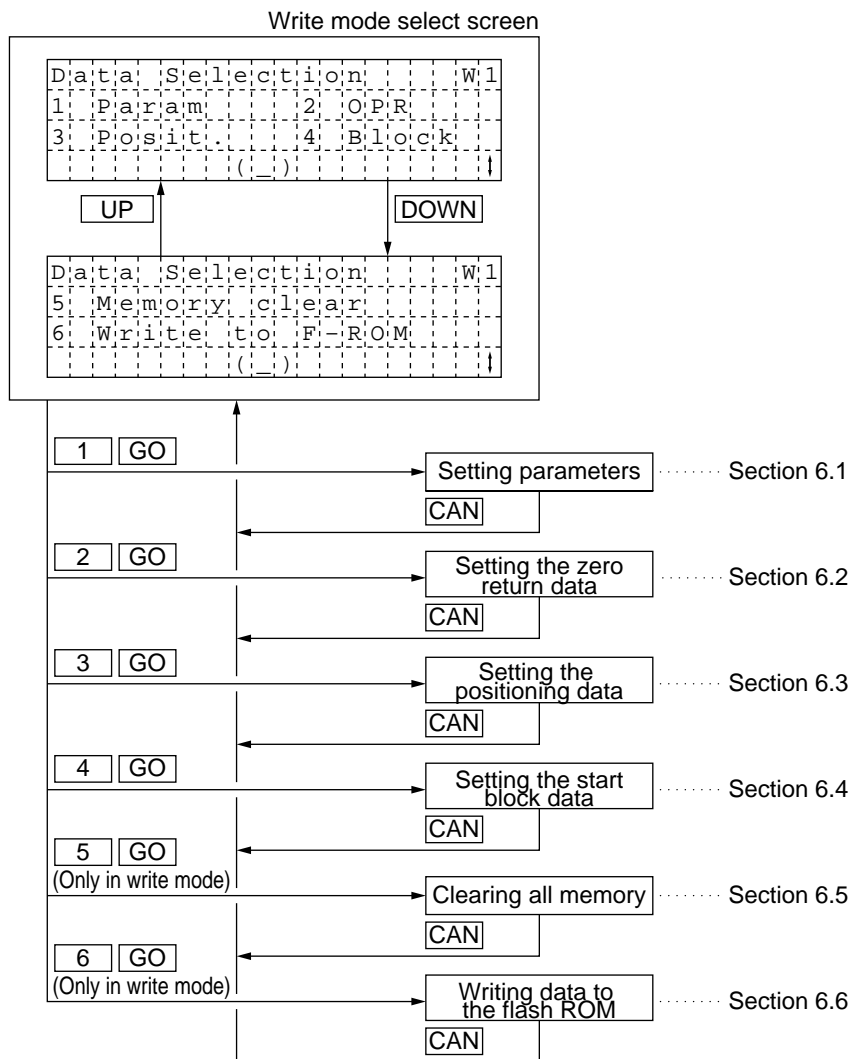 Write mode select screen
Data Selection W1
1 Param 2 OPR
3 Posit. 4 Block
(_)
UP DOWN
Data Selection W1
5 Memory clear
6 Write to F-ROM
(_)
1 GO
Setting parameters ········ Section 6.1
CAN
2 GO
Setting the zero
return data ········ Section 6.2
CAN
3 GO
Setting the
positioning data ········ Section 6.3
CAN
4 GO
Setting the start
block data ········ Section 6.4
CAN
5 GO
(Only in write mode)
Clearing all memory ········ Section 6.5
CAN
6 GO
(Only in write mode)
Writing data to
the flash ROM ········ Section 6.6
CAN